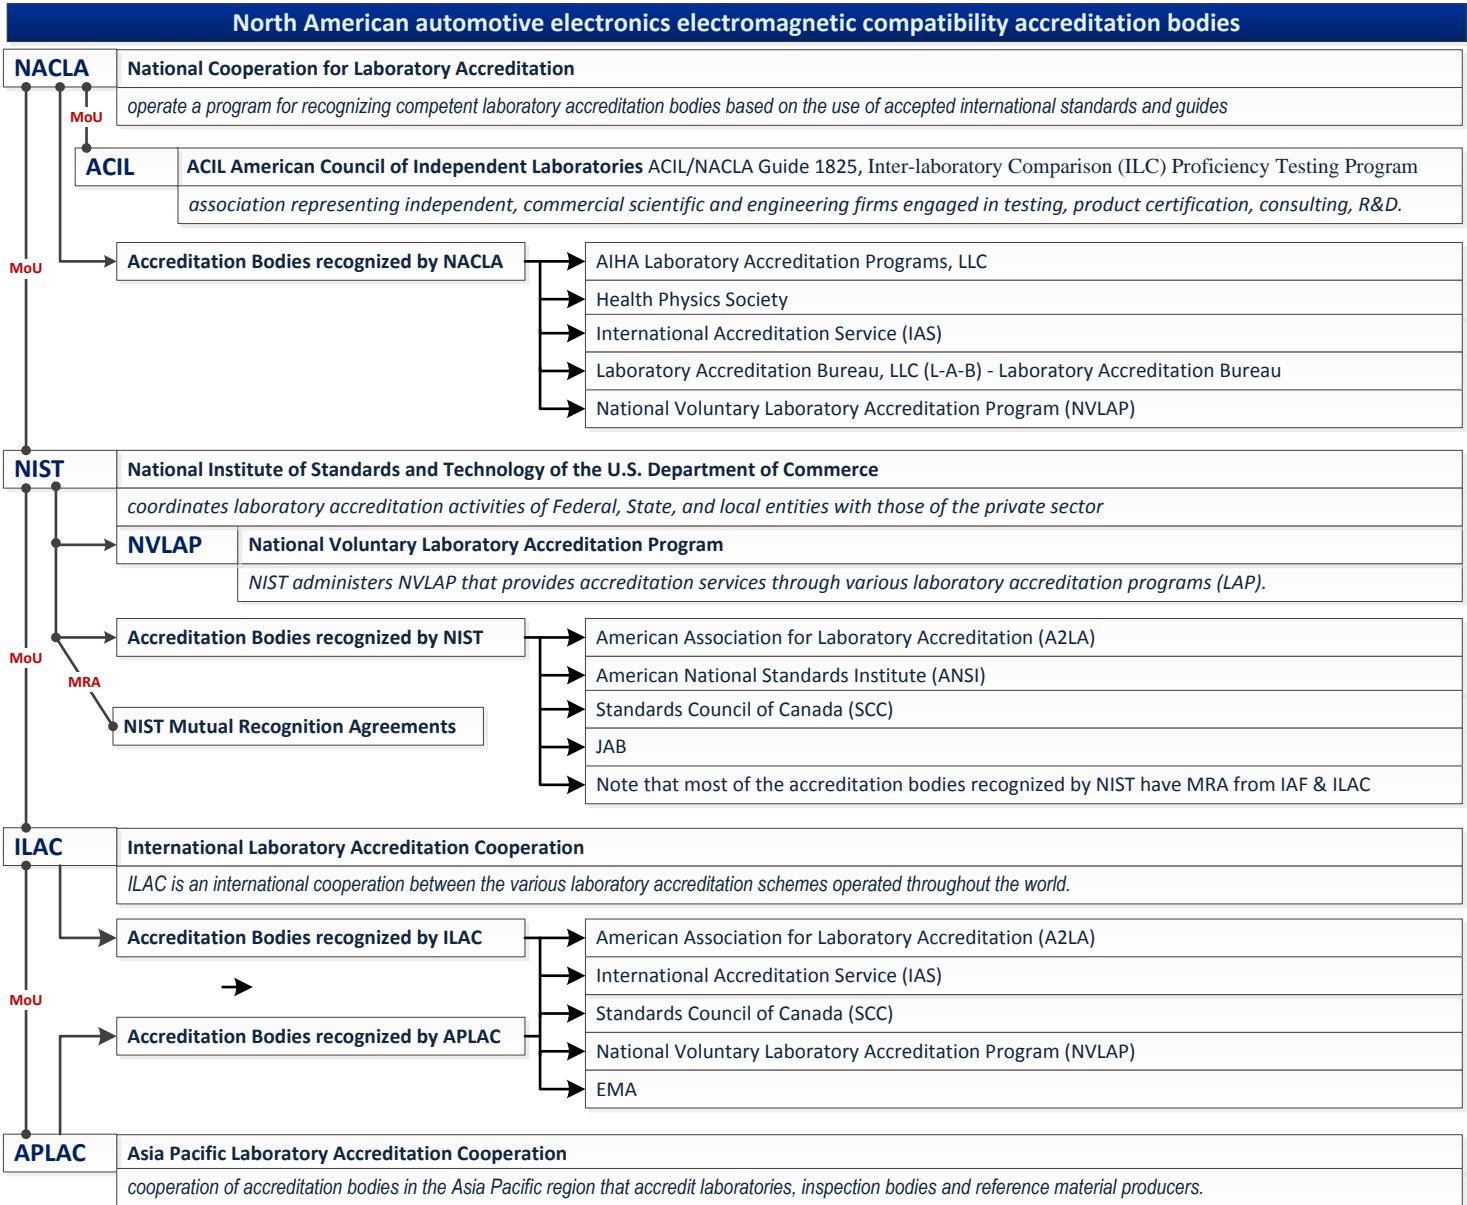 North American automotive electronics electromagnetic compatibility accreditation bodies
NACLA
National Cooperation for Laboratory Accreditation
operate a program for recognizing competent laboratory accreditation bodies based on the use of accepted international standards and guides
MoU
ACIL
ACIL American Council of Independent Laboratories ACIL/NACLA Guide 1825, Inter-laboratory Comparison (ILC) Proficiency Testing Program
association representing independent, commercial scientific and engineering firms engaged in testing, product certification, consulting, R&D.
MoU
Accreditation Bodies recognized by NACLA
AIHA Laboratory Accreditation Programs, LLC
Health Physics Society
International Accreditation Service (IAS)
Laboratory Accreditation Bureau, LLC (L-A-B) - Laboratory Accreditation Bureau
National Voluntary Laboratory Accreditation Program (NVLAP)
NIST
National Institute of Standards and Technology of the U.S. Department of Commerce
coordinates laboratory accreditation activities of Federal, State, and local entities with those of the private sector
NVLAP
National Voluntary Laboratory Accreditation Program
NIST administers NVLAP that provides accreditation services through various laboratory accreditation programs (LAP).
Accreditation Bodies recognized by NIST
American Association for Laboratory Accreditation (A2LA)
MoU
American National Standards Institute (ANSI)
MRA
Standards Council of Canada (SCC)
NIST Mutual Recognition Agreements
JAB
Note that most of the accreditation bodies recognized by NIST have MRA from IAF & ILAC
ILAC
International Laboratory Accreditation Cooperation
ILAC is an international cooperation between the various laboratory accreditation schemes operated throughout the world.
Accreditation Bodies recognized by ILAC
American Association for Laboratory Accreditation (A2LA)
International Accreditation Service (IAS)
MoU
Standards Council of Canada (SCC)
Accreditation Bodies recognized by APLAC
National Voluntary Laboratory Accreditation Program (NVLAP)
EMA
APLAC
Asia Pacific Laboratory Accreditation Cooperation
cooperation of accreditation bodies in the Asia Pacific region that accredit laboratories, inspection bodies and reference material producers.